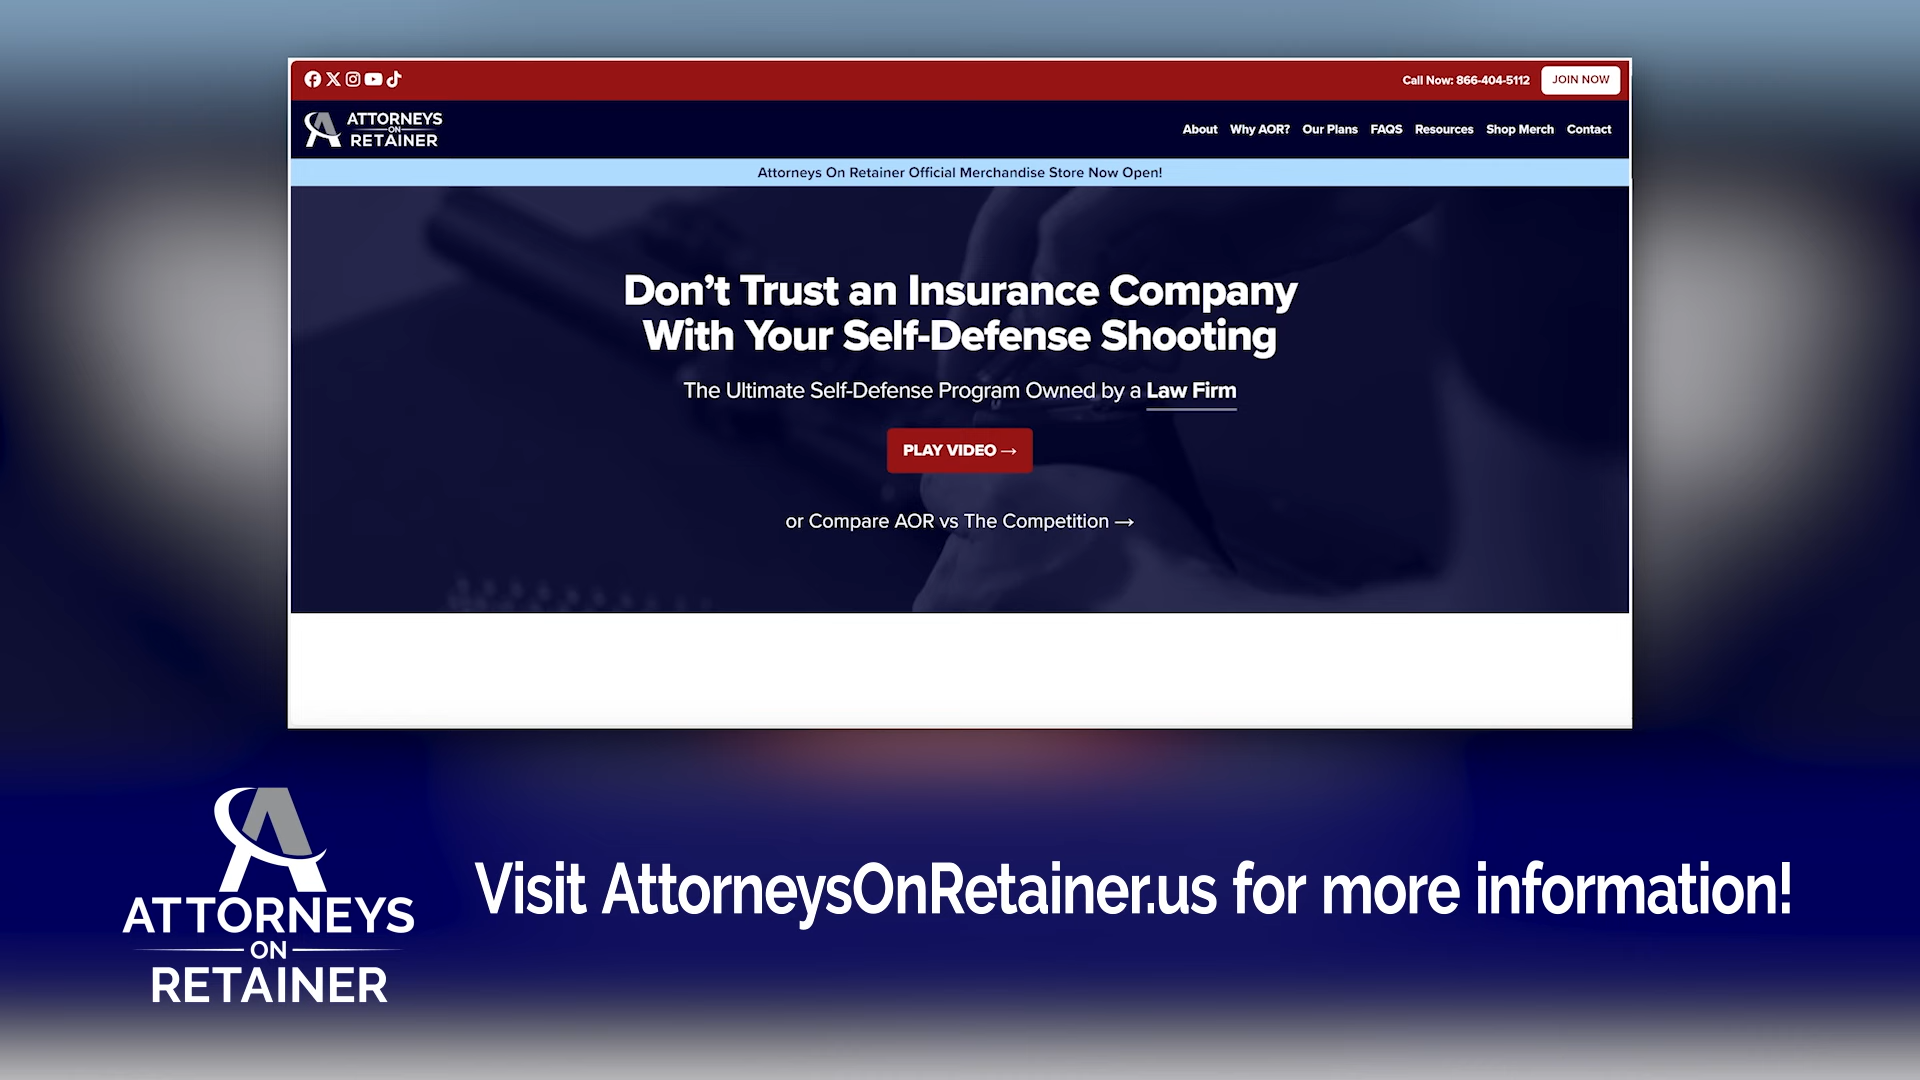 Call Now: 866-404-5112
JOIN NOW
ATTORNEYS
ON
RETAINER
About Why AOR? Our Plans FAQS Resources Shop Merch Contact
Attorneys On Retainer Official Merchandise Store Now Open!
Don’t Trust an Insurance Company
With Your Self-Defense Shooting
The Ultimate Self-Defense Program Owned by a Law Firm
PLAY VIDEO →
or Compare AOR vs The Competition →
ATTORNEYS
ON
RETAINER
Visit AttorneysOnRetainer.us for more information!